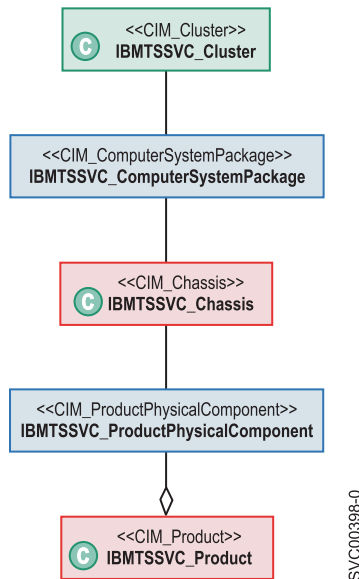 <<CIM_Cluster>>
C
IBMTSSVC_Cluster
<<CIM_ComputerSystemPackage>>
IBMTSSVC_ComputerSystemPackage
<<CIM_Chassis>>
C
IBMTSSVC_Chassis
<<CIM_ProductPhysicalComponent>>
IBMTSSVC_ProductPhysicalComponent
<<CIM_Product>>
C
IBMTSSVC_Product
SVC00398-0